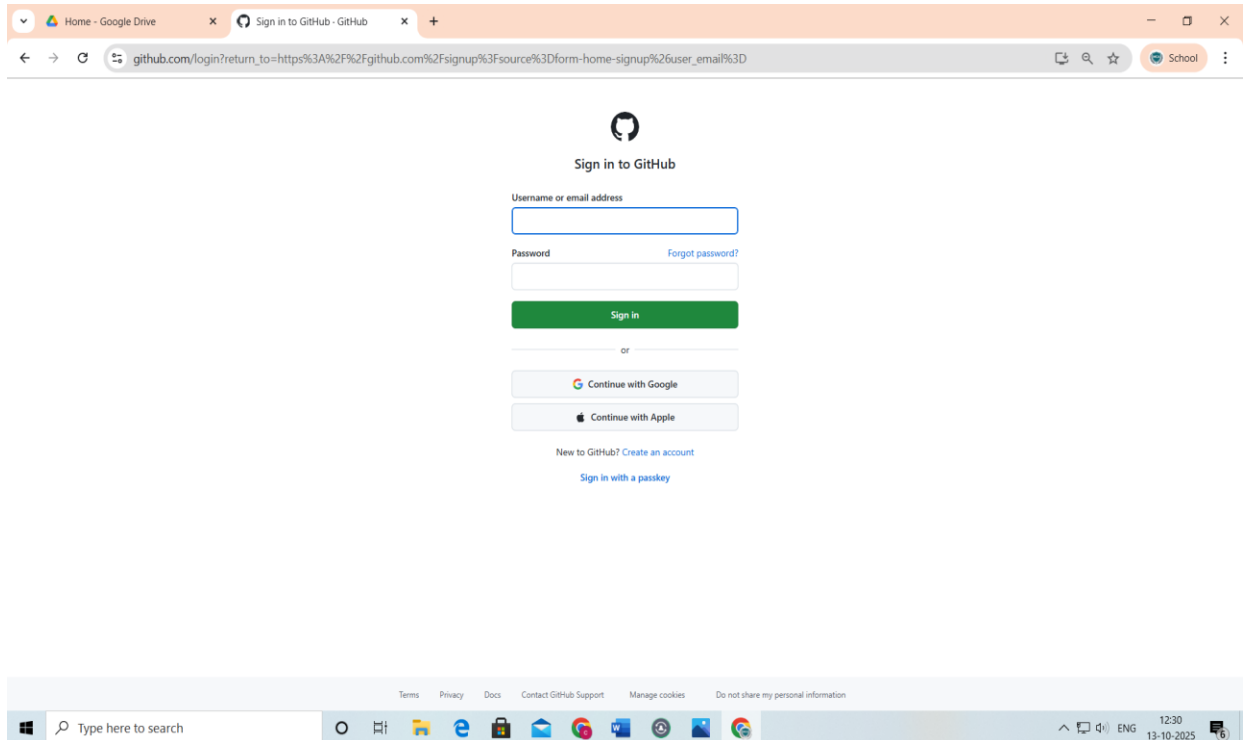 Home - Google Drive
Sign in to GitHub · GitHub
github.com/login?return_to=https%3A%2F%2Fgithub.com%2Fsignup%3Fsource%3Dform-home-signup%26user_email%3D
School
Sign in to GitHub
Username or email address
Password Forgot password?
Sign in
or
Continue with Google
Continue with Apple
New to GitHub? Create an account
Sign in with a passkey
Terms Privacy Docs Contact GitHub Support Manage cookies Do not share my personal information
Type here to search
ENG
12:30
13-10-2025
6